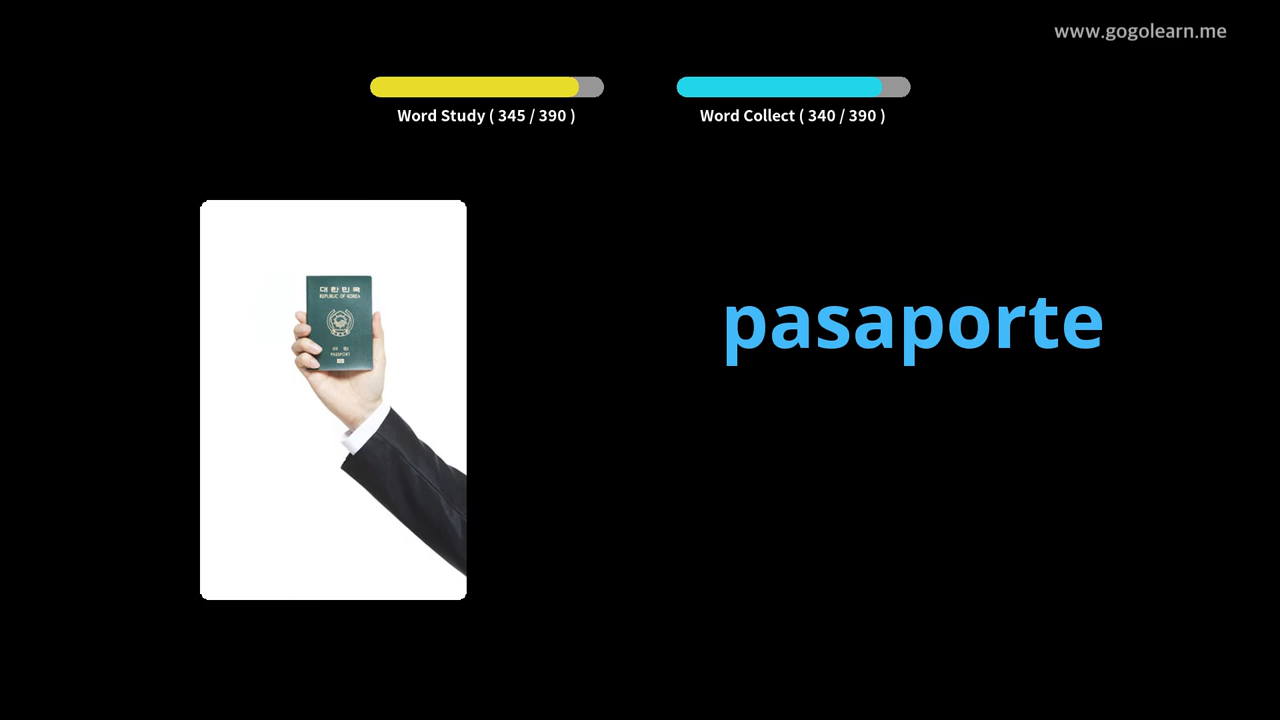 www.gogolearn.me
Word Study ( 345 / 390 )
Word Collect ( 340 / 390 )
대한민국
REPUBLIC OF KOREA
pasaporte
여 권
PASSPORT